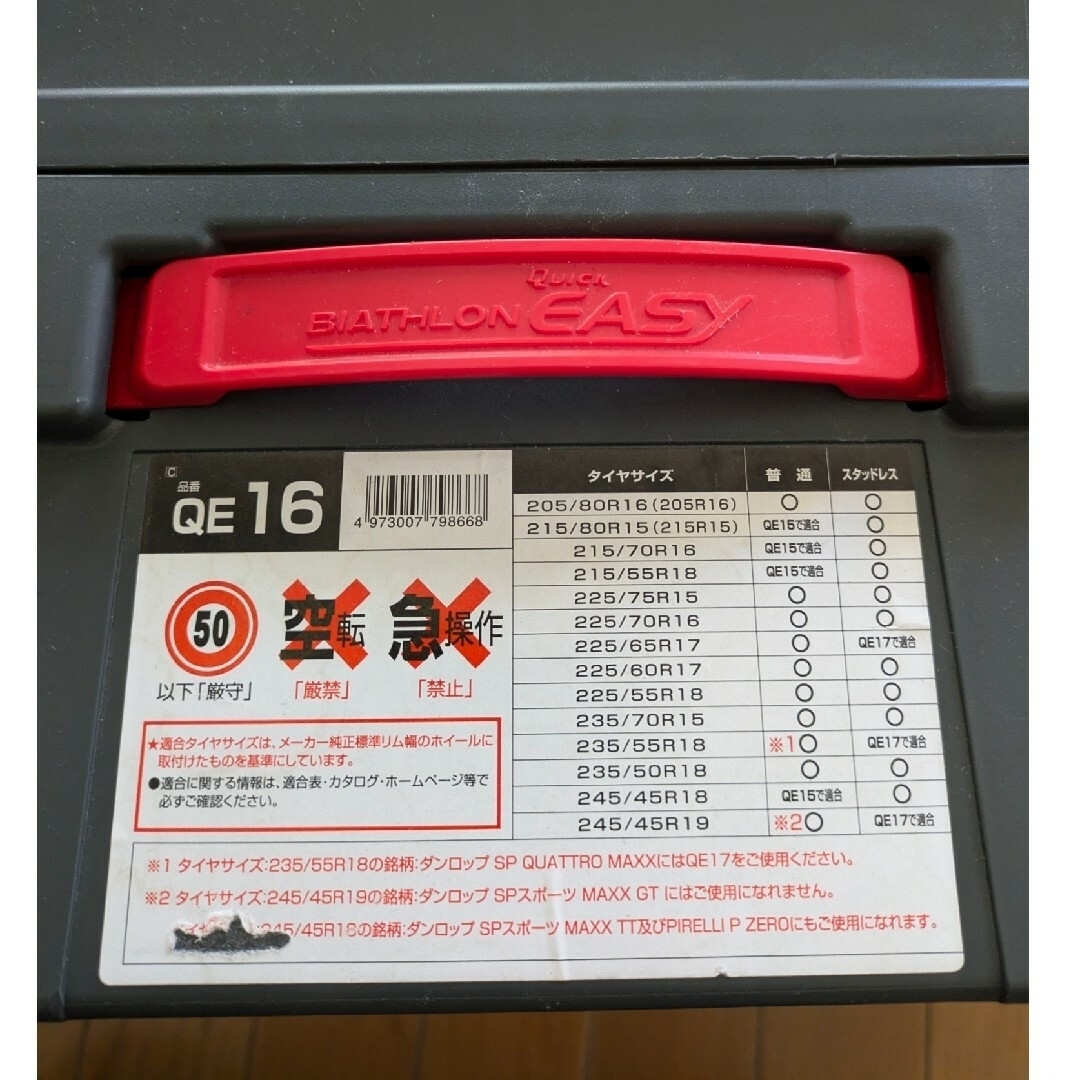 QUICK
BIATHLON EASY
C
品番
QE16
4 973007 798668
タイヤサイズ 普通 スタッドレス
205/80R16(205R16) ○ ○
215/80R15(215R15) QE15で適合 ○
215/70R16 QE15で適合 ○
215/55R18 QE15で適合 ○
225/75R15 ○ ○
225/70R16 ○ ○
225/65R17 ○ QE17で適合
225/60R17 ○ ○
225/55R18 ○ ○
235/70R15 ○ ○
235/55R18 ※1○ QE17で適合
235/50R18 ○ ○
245/45R18 QE15で適合 ○
245/45R19 ※2○ QE17で適合
50
以下「厳守」
空転
「厳禁」
急操作
「禁止」
★適合タイヤサイズは、メーカー純正標準リム幅のホイールに
取付けたものを基準にしています。
●適合に関する情報は、適合表・カタログ・ホームページ等で
必ずご確認ください。
※1 タイヤサイズ:235/55R18の銘柄:ダンロップ SP QUATTRO MAXXにはQE17をご使用ください。
※2 タイヤサイズ:245/45R19の銘柄:ダンロップ SPスポーツ MAXX GT にはご使用になれません。
245/45R18の銘柄:ダンロップ SPスポーツ MAXX TT及びPIRELLI P ZEROにもご使用になれます。